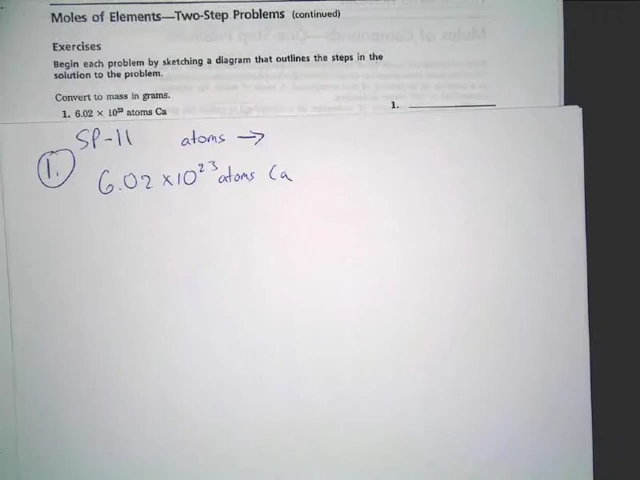 Moles of Elements—Two-Step Problems (continued)
Exercises
Begin each problem by sketching a diagram that outlines the steps in the
solution to the problem.
Convert to mass in grams.
1. 6.02 × 10²³ atoms Ca
1. ____________
SP-11 atoms →
1. 6.02 ×10²³ atoms Ca